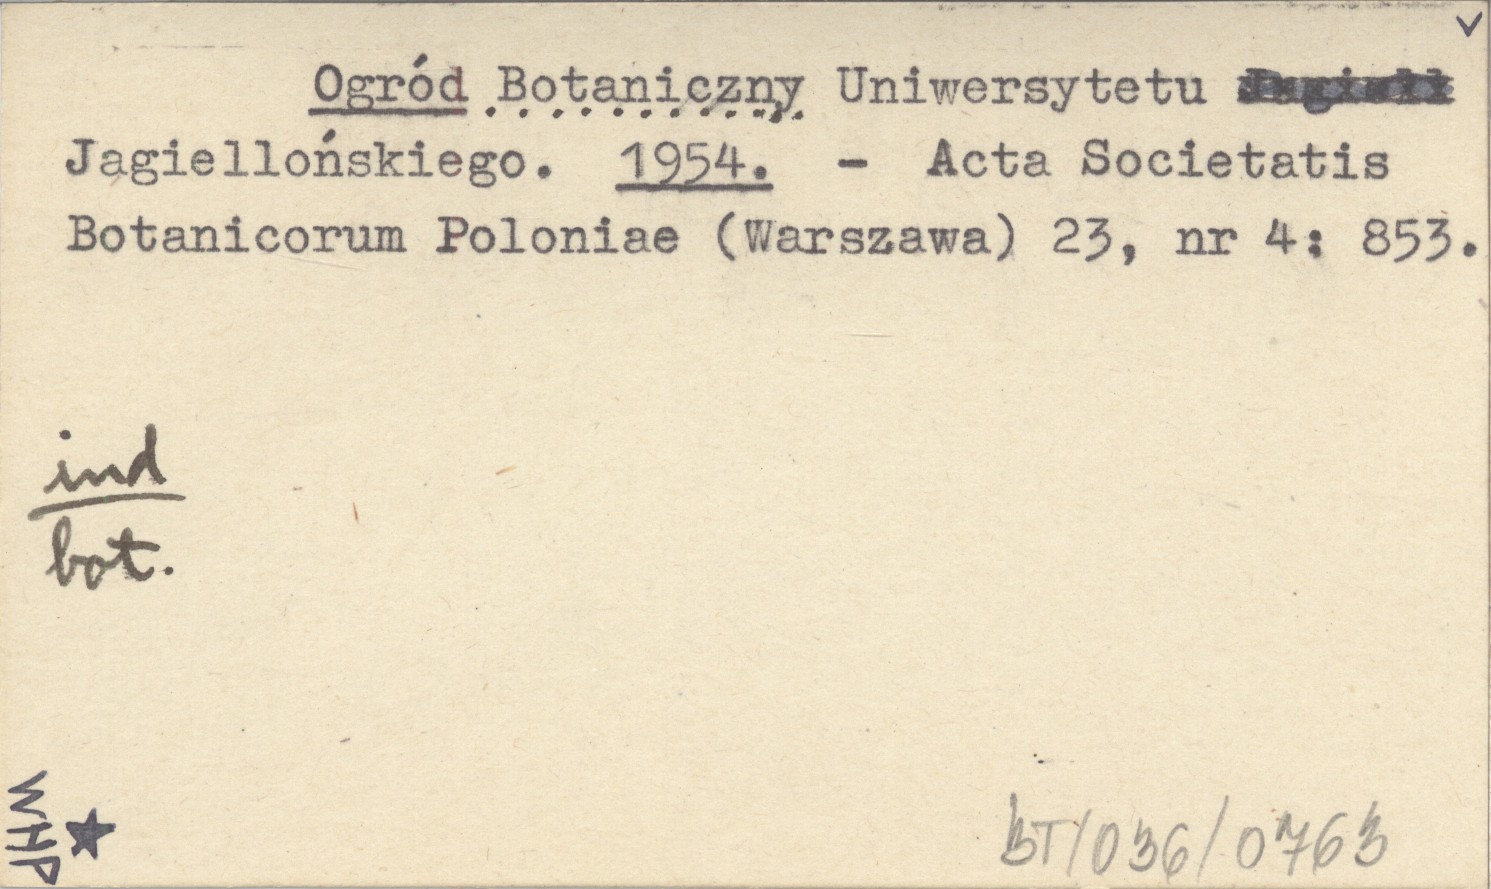 Ogród Botaniczny Uniwersytetu Jagiell
Jagiellońskiego. 1954. - Acta Societatis
Botanicorum Poloniae (Warszawa) 23, nr 4: 853.
ind
bot.
WHP
BT/036/0763